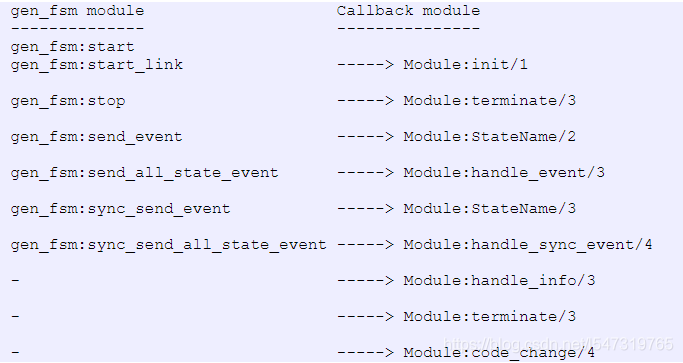 gen_fsm module                    Callback module
--------------                    ---------------
gen_fsm:start
gen_fsm:start_link                -----> Module:init/1
gen_fsm:stop                      -----> Module:terminate/3
gen_fsm:send_event                -----> Module:StateName/2
gen_fsm:send_all_state_event      -----> Module:handle_event/3
gen_fsm:sync_send_event           -----> Module:StateName/3
gen_fsm:sync_send_all_state_event -----> Module:handle_sync_event/4
-                                 -----> Module:handle_info/3
-                                 -----> Module:terminate/3
-                                 -----> Module:code_change/4
https://blog.csdn.net/l547319765